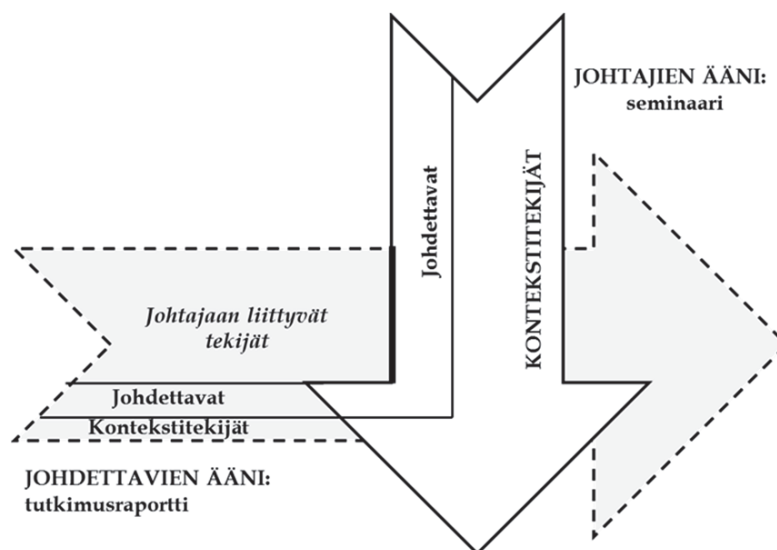 JOHTAJIEN ÄÄNI:
seminaari
Johdettavat
KONTEKSTITEKIJÄT
Johtajaan liittyvät
tekijät
Johdettavat
Kontekstitekijät
JOHDETTAVIEN ÄÄNI:
tutkimusraportti